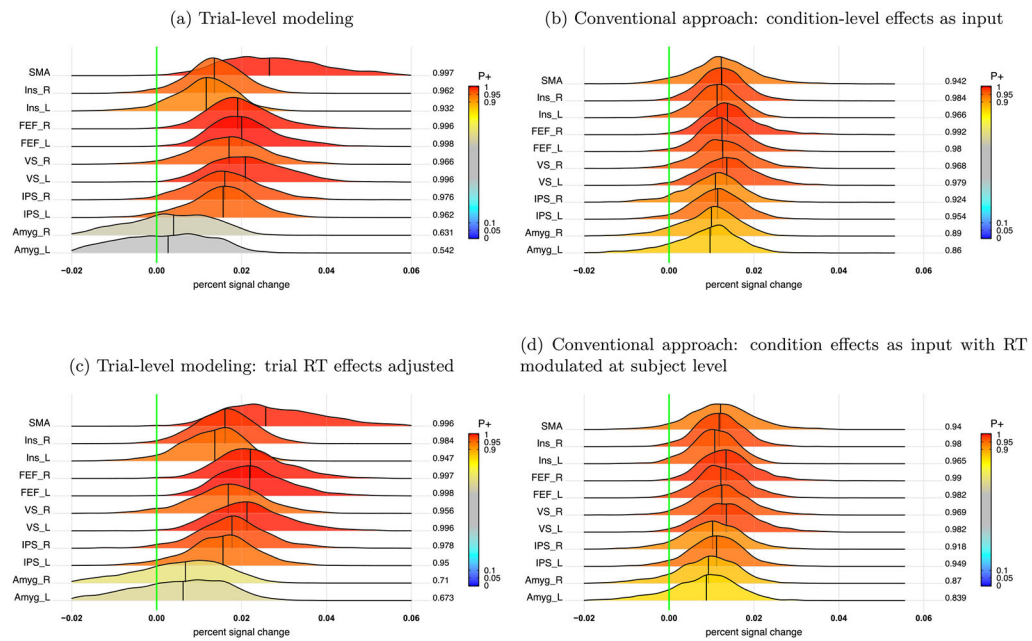 (a) Trial-level modeling
SMA 0.997
Ins_R 0.962
Ins_L 0.932
FEF_R 0.996
FEF_L 0.998
VS_R 0.966
VS_L 0.996
IPS_R 0.976
IPS_L 0.962
Amyg_R 0.631
Amyg_L 0.542
P+
1
0.95
0.1
0.05
0
−0.02 0.00 0.02 0.04 0.06
percent signal change
(b) Conventional approach: condition-level effects as input
SMA 0.942
Ins_R 0.984
Ins_L 0.966
FEF_R 0.992
FEF_L 0.98
VS_R 0.968
VS_L 0.979
IPS_R 0.924
IPS_L 0.954
Amyg_R 0.89
Amyg_L 0.86
P+
1
0.95
0.1
0.05
0
−0.02 0.00 0.02 0.04 0.06
percent signal change
(c) Trial-level modeling: trial RT effects adjusted
SMA 0.996
Ins_R 0.984
Ins_L 0.947
FEF_R 0.997
FEF_L 0.998
VS_R 0.956
VS_L 0.996
IPS_R 0.978
IPS_L 0.95
Amyg_R 0.71
Amyg_L 0.673
P+
1
0.95
0.1
0.05
0
−0.02 0.00 0.02 0.04 0.06
percent signal change
(d) Conventional approach: condition effects as input with RT
modulated at subject level
SMA 0.94
Ins_R 0.98
Ins_L 0.965
FEF_R 0.99
FEF_L 0.982
VS_R 0.969
VS_L 0.982
IPS_R 0.918
IPS_L 0.949
Amyg_R 0.87
Amyg_L 0.839
P+
1
0.95
0.1
0.05
0
−0.02 0.00 0.02 0.04 0.06
percent signal change